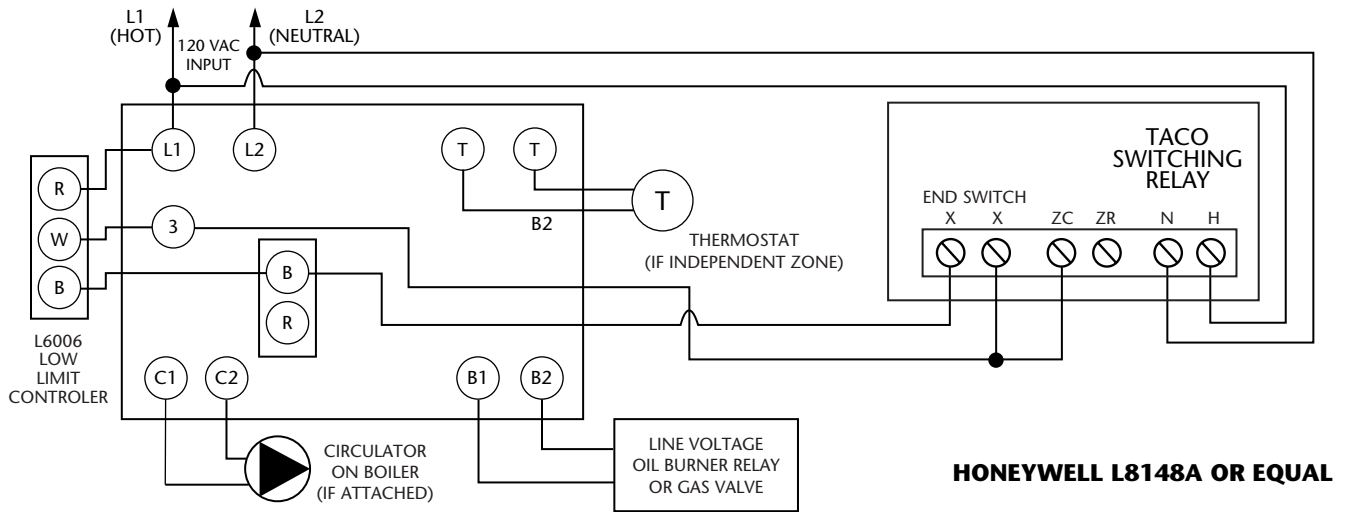 L1
(HOT)
L2
(NEUTRAL)
120 VAC
INPUT
L1
L2
T
T
T
B2
THERMOSTAT
(IF INDEPENDENT ZONE)
R
W
B
3
B
R
L6006
LOW
LIMIT
CONTROLER
C1
C2
B1
B2
CIRCULATOR
ON BOILER
(IF ATTACHED)
LINE VOLTAGE
OIL BURNER RELAY
OR GAS VALVE
TACO
SWITCHING
RELAY
END SWITCH
X X ZC ZR N H
HONEYWELL L8148A OR EQUAL